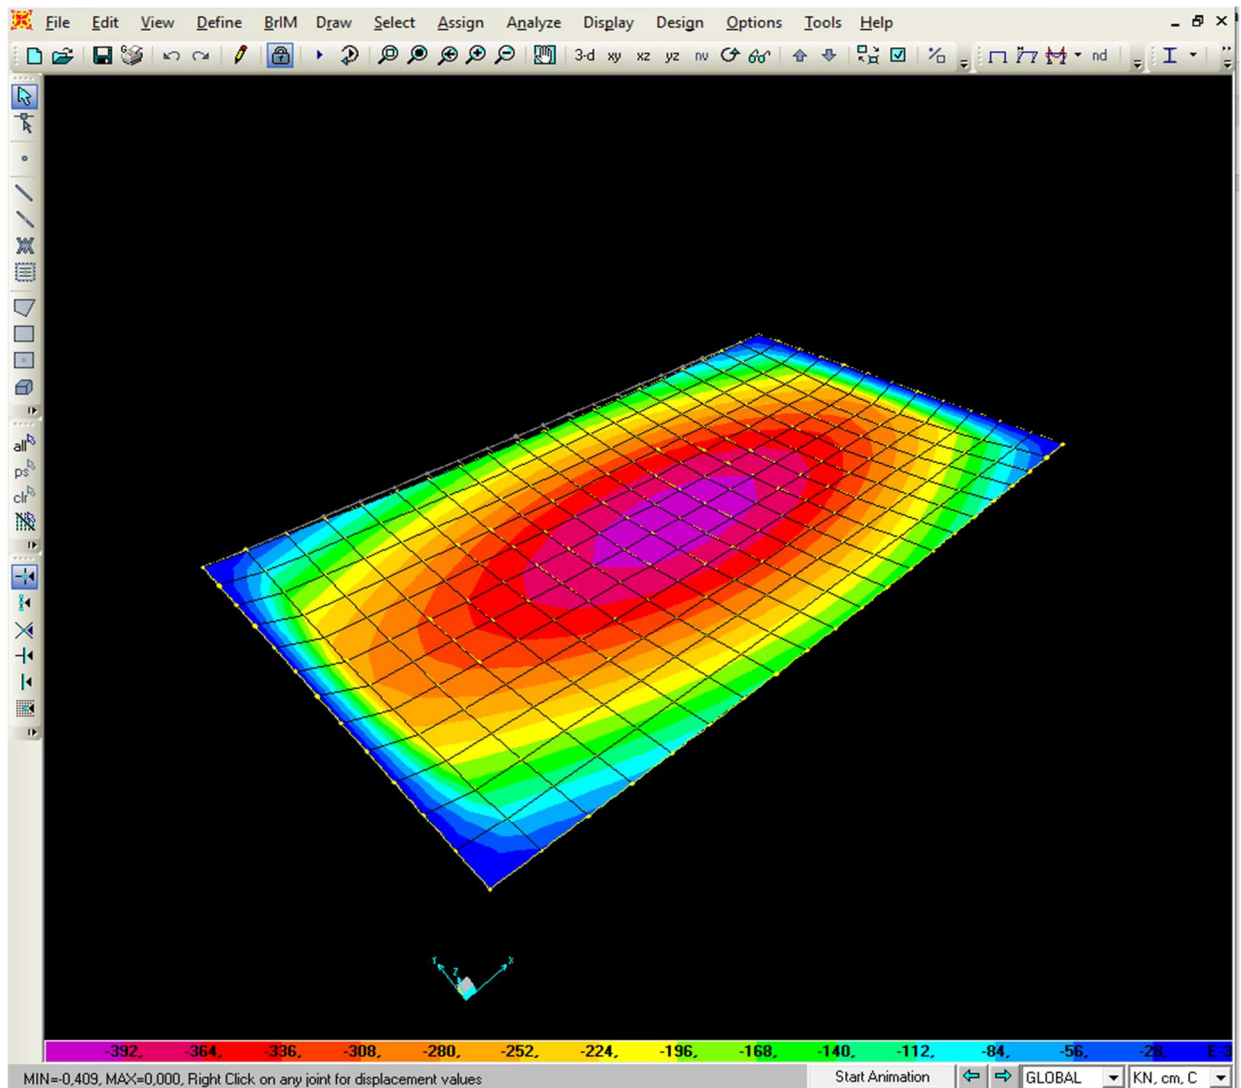 File Edit View Define BrIM Draw Select Assign Analyze Display Design Options Tools Help
3-d xy xz yz nv nd
all
ps
clr
Y Z X
-392, -364, -336, -308, -280, -252, -224, -196, -168, -140, -112, -84, -56, -28, E-3
MIN=-0,409, MAX=0,000, Right Click on any joint for displacement values Start Animation GLOBAL KN, cm, C